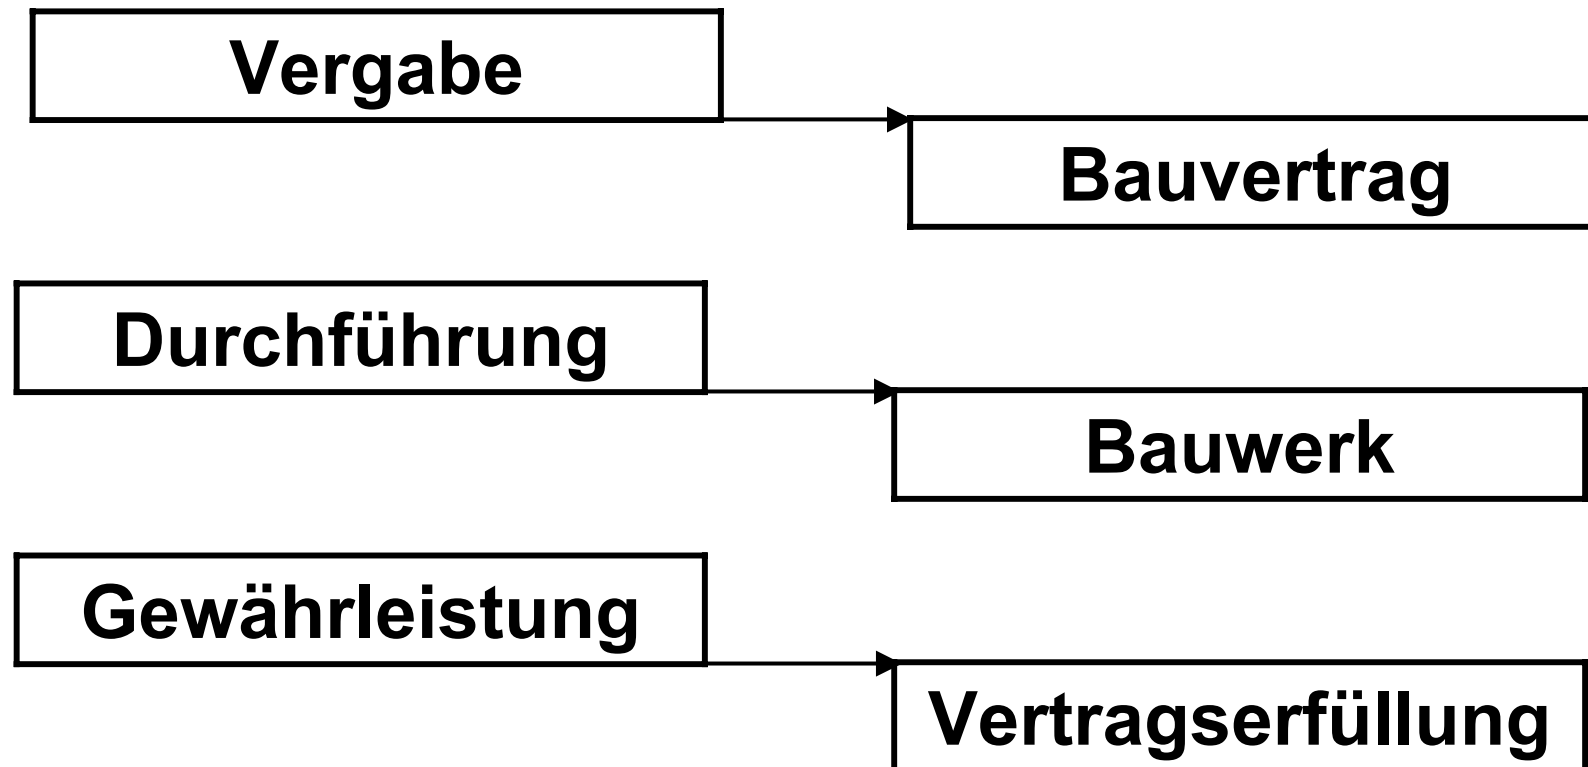 Vergabe
Bauvertrag
Durchführung
Bauwerk
Gewährleistung
Vertragserfüllung